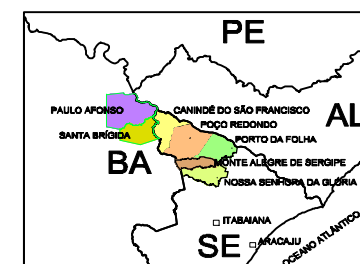 PE
PAULO AFONSO
CANINDÉ DO SÃO FRANCISCO
AL
POÇO REDONDO
SANTA BRÍGIDA
PORTO DA FOLHA
BA
MONTE ALEGRE DE SERGIPE
NOSSA SENHORA DA GLÓRIA
ITABAIANA
SE
ARACAJU
OCEANO ATLÂNTICO